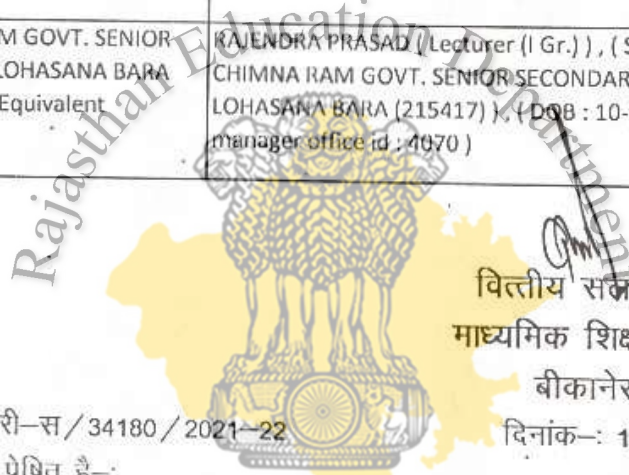 M GOVT. SENIOR
LOHASANA BARA
Equivalent
RAJENDRA PRASAD ( Lecturer (I Gr.) ) , ( S
CHIMNA RAM GOVT. SENIOR SECONDAR
LOHASANA BARA (215417) ) , ( DOB : 10-
manager office id : 4070 )
Rajasthan Education Department
वित्तीय सल
माध्यमिक शिक्ष
बीकानेर
री–स/34180/2021–22
दिनांक–: 1
प्रेषित है–: